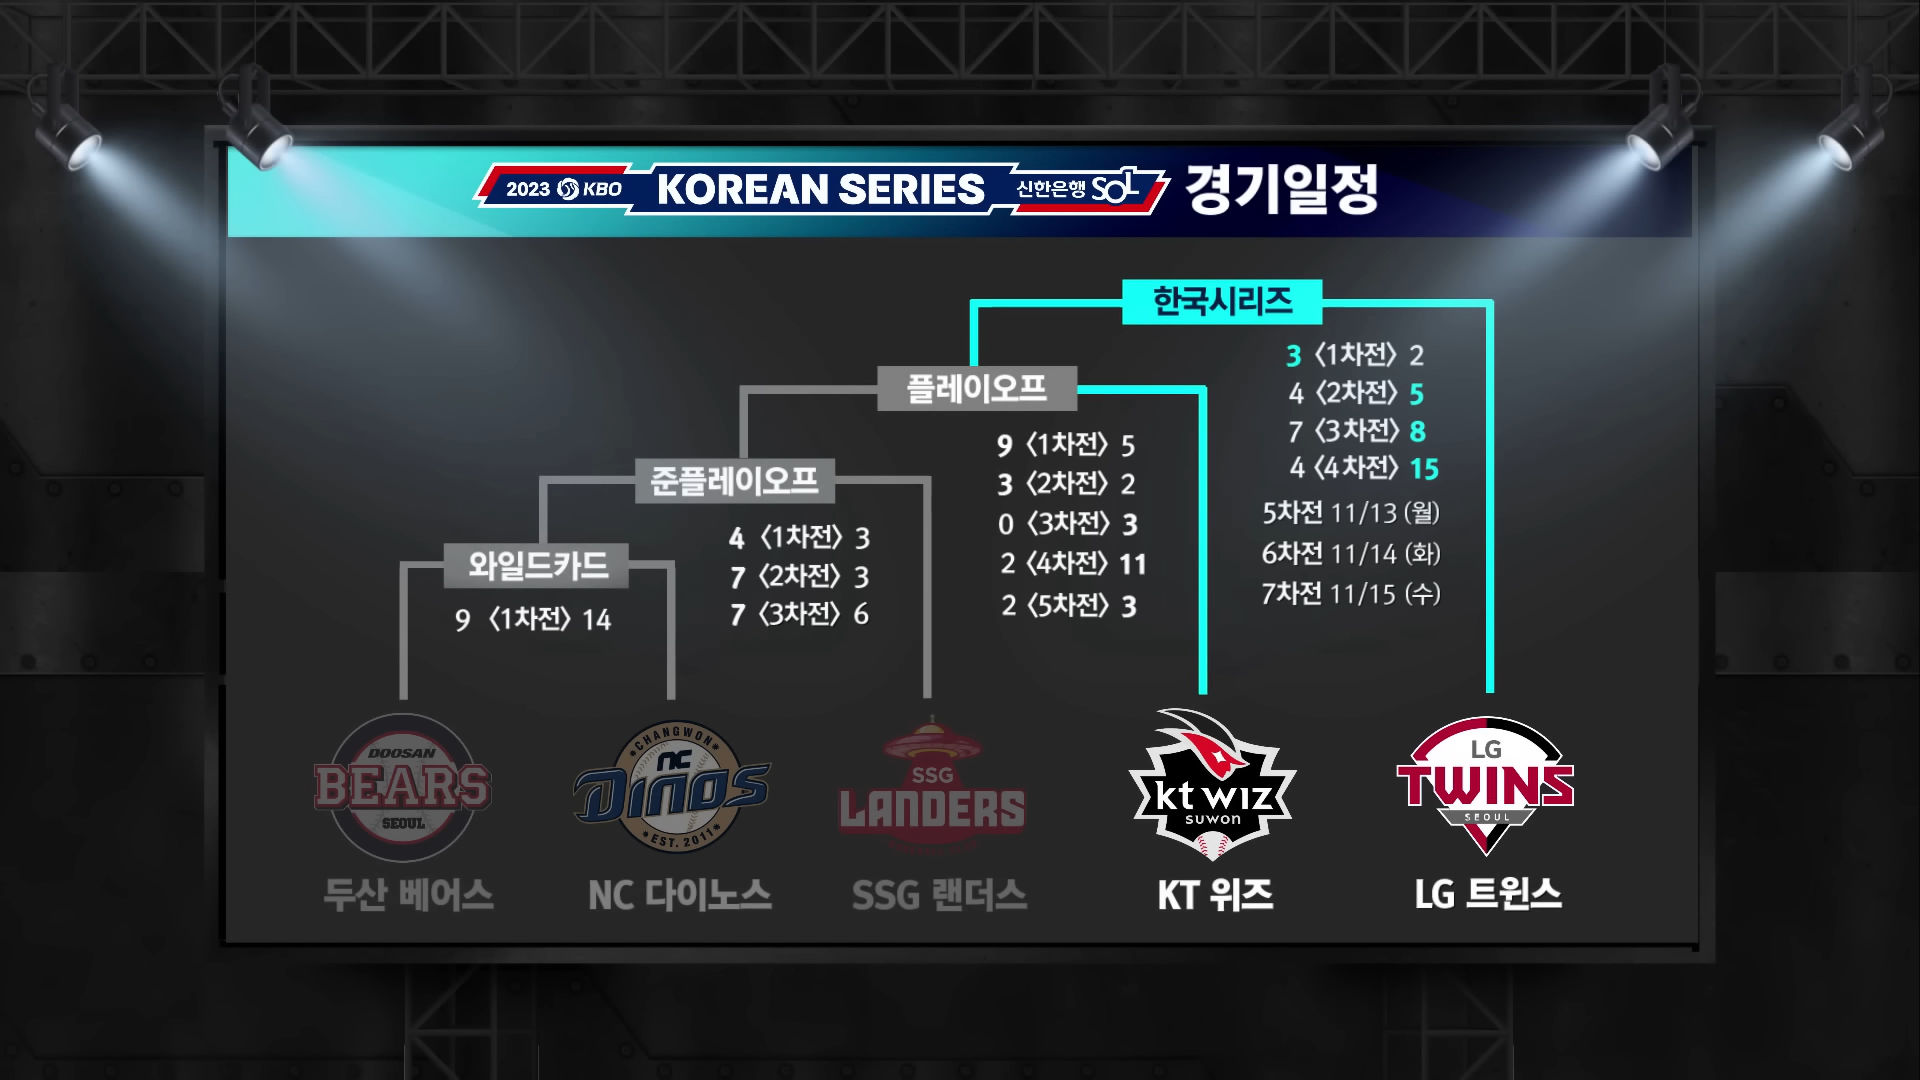 2023 KBO KOREAN SERIES 신한은행 SOL 경기일정
한국시리즈
3 〈1차전〉 2
4 〈2차전〉 5
7 〈3차전〉 8
4 〈4차전〉 15
5차전 11/13 (월)
6차전 11/14 (화)
7차전 11/15 (수)
플레이오프
9 〈1차전〉 5
3 〈2차전〉 2
0 〈3차전〉 3
2 〈4차전〉 11
2 〈5차전〉 3
준플레이오프
4 〈1차전〉 3
7 〈2차전〉 3
7 〈3차전〉 6
와일드카드
9 〈1차전〉 14
DOOSAN
BEARS
SEOUL
두산 베어스
CHANGWON
NC
DINOS
EST. 2011
NC 다이노스
SSG
LANDERS
SSG 랜더스
kt wiz
suwon
KT 위즈
LG
TWINS
SEOUL
LG 트윈스